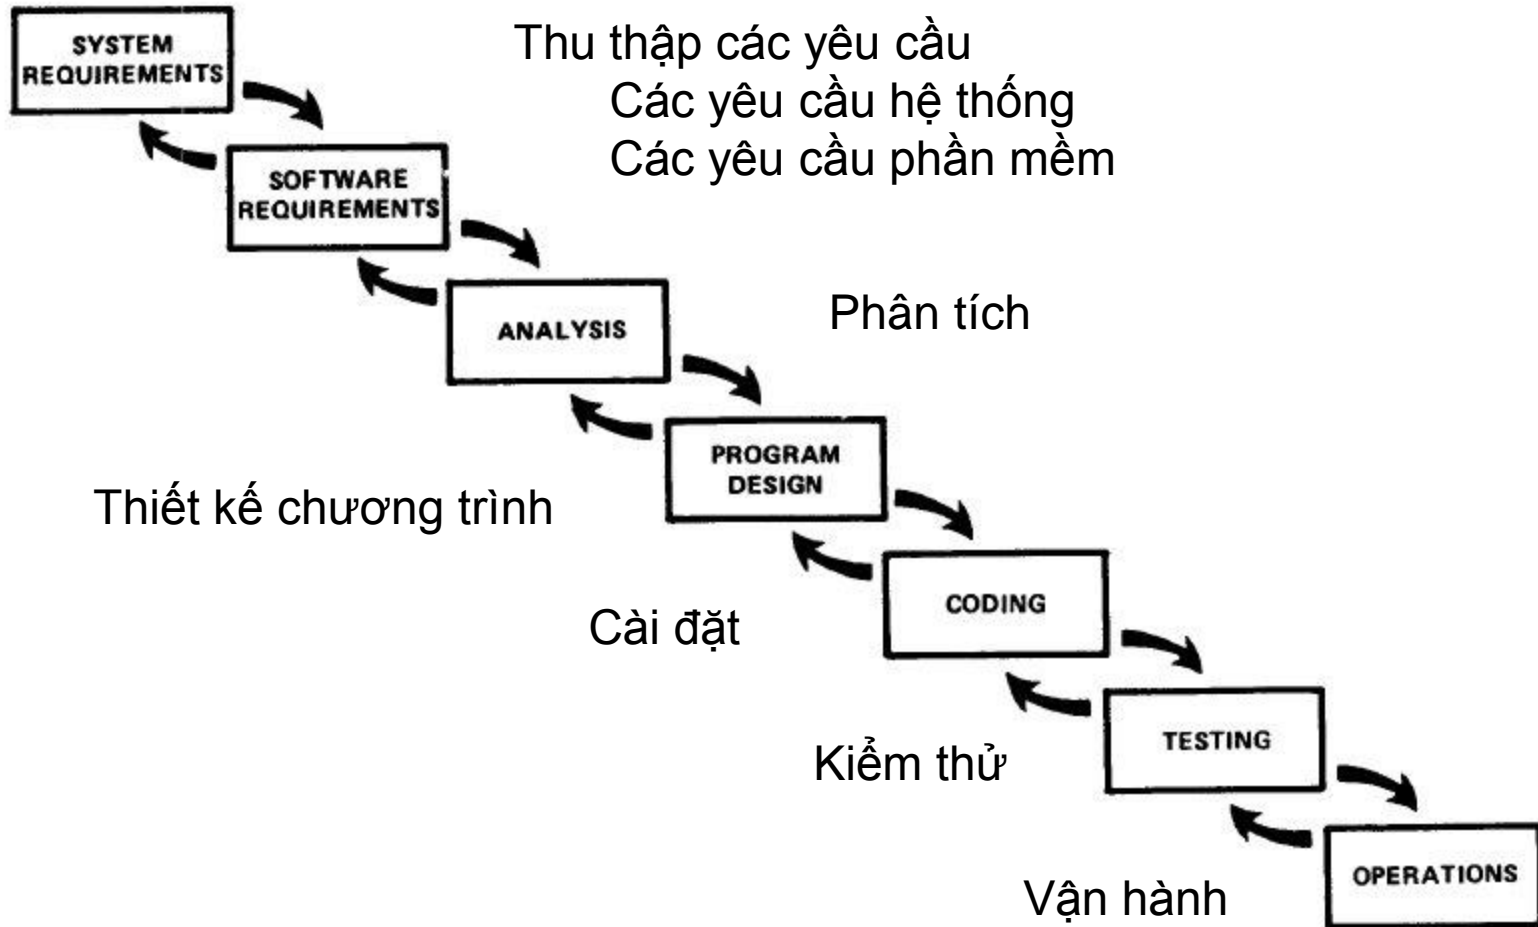 SYSTEM
REQUIREMENTS
Thu thập các yêu cầu
Các yêu cầu hệ thống
Các yêu cầu phần mềm
SOFTWARE
REQUIREMENTS
ANALYSIS
Phân tích
PROGRAM
DESIGN
Thiết kế chương trình
CODING
Cài đặt
TESTING
Kiểm thử
OPERATIONS
Vận hành